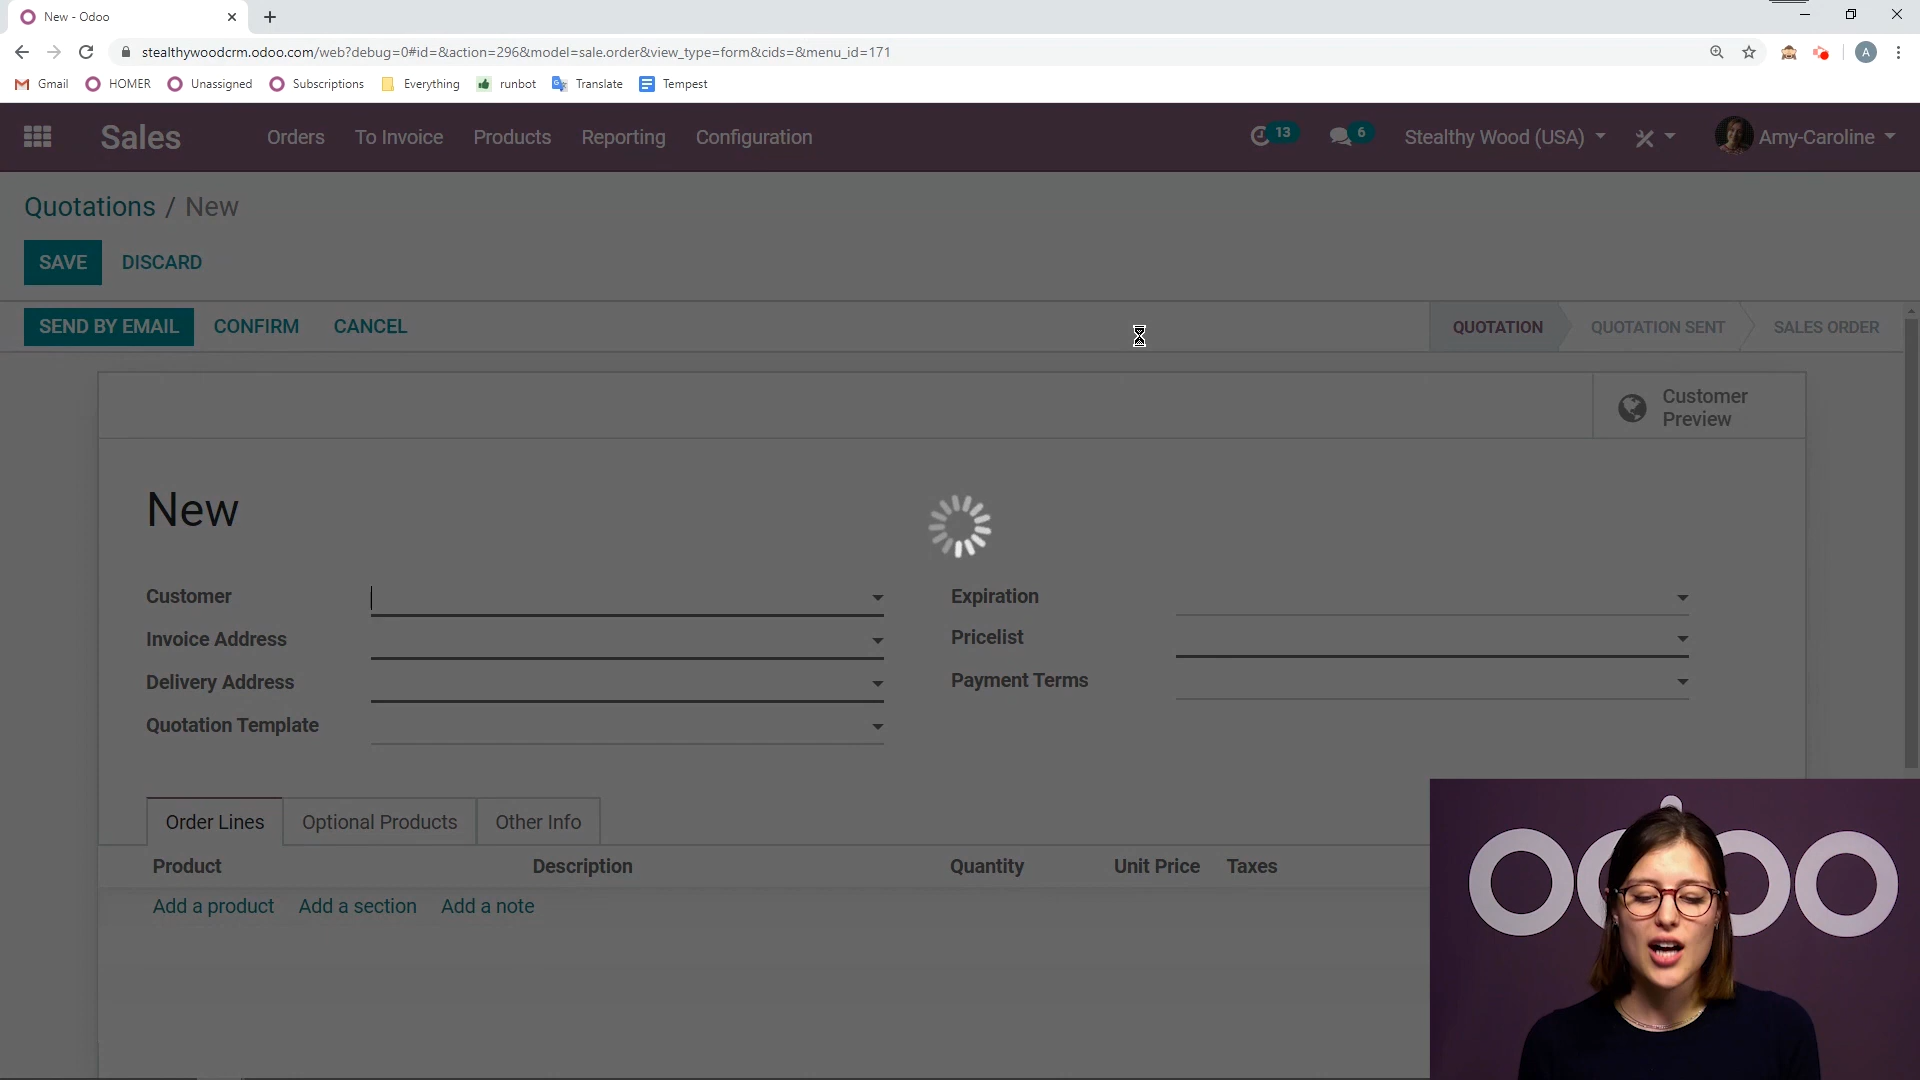 New - Odoo
stealthywoodcrm.odoo.com/web?debug=0#id=&action=296&model=sale.order&view_type=form&cids=&menu_id=171
A
Gmail HOMER Unassigned Subscriptions Everything runbot Translate Tempest
Sales Orders To Invoice Products Reporting Configuration 13 6 Stealthy Wood (USA) Amy-Caroline
Quotations / New
SAVE DISCARD
SEND BY EMAIL CONFIRM CANCEL QUOTATION QUOTATION SENT SALES ORDER
Customer
Preview
New
Customer Expiration
Invoice Address Pricelist
Delivery Address Payment Terms
Quotation Template
Order Lines Optional Products Other Info
Product Description Quantity Unit Price Taxes
Add a product Add a section Add a note
odoo